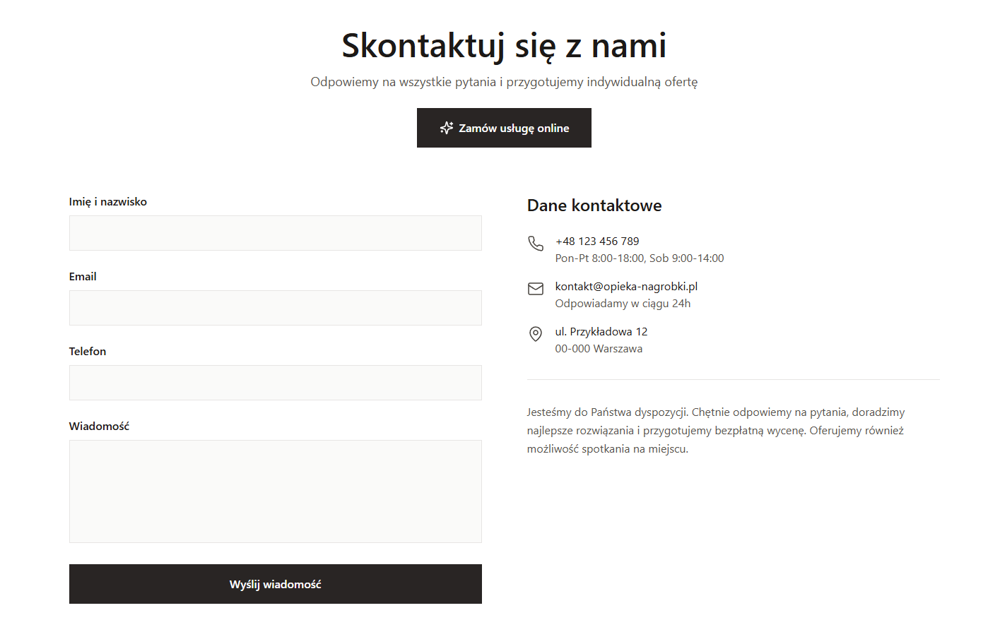 Skontaktuj się z nami
Odpowiemy na wszystkie pytania i przygotujemy indywidualną ofertę
Zamów usługę online
Imię i nazwisko
Email
Telefon
Wiadomość
Wyślij wiadomość
Dane kontaktowe
+48 123 456 789
Pon-Pt 8:00-18:00, Sob 9:00-14:00
kontakt@opieka-nagrobki.pl
Odpowiadamy w ciągu 24h
ul. Przykładowa 12
00-000 Warszawa
Jesteśmy do Państwa dyspozycji. Chętnie odpowiemy na pytania, doradzimy
najlepsze rozwiązania i przygotujemy bezpłatną wycenę. Oferujemy również
możliwość spotkania na miejscu.